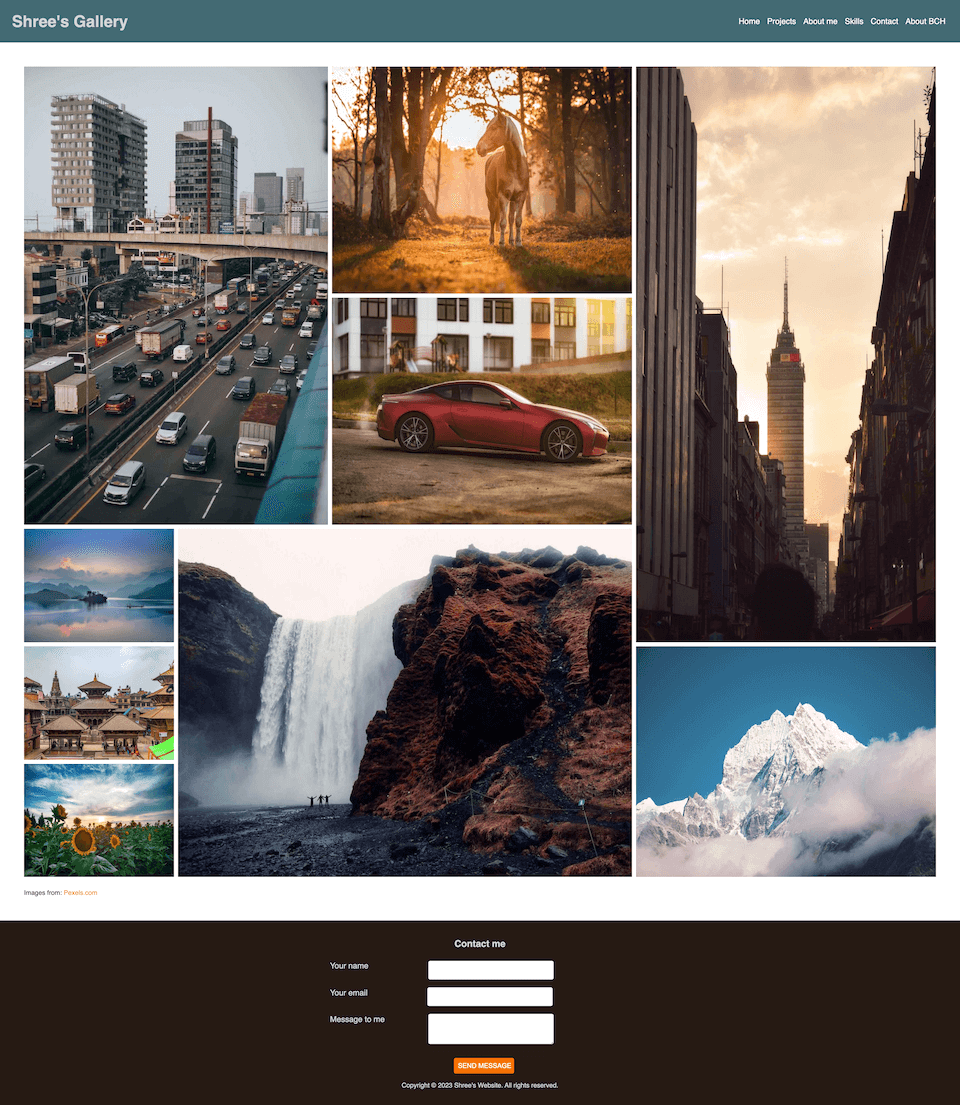 Shree's Gallery
Home Projects About me Skills Contact About BCH
Images from: Pexels.com
Contact me
Your name
Your email
Message to me
SEND MESSAGE
Copyright © 2023 Shree's Website. All rights reserved.